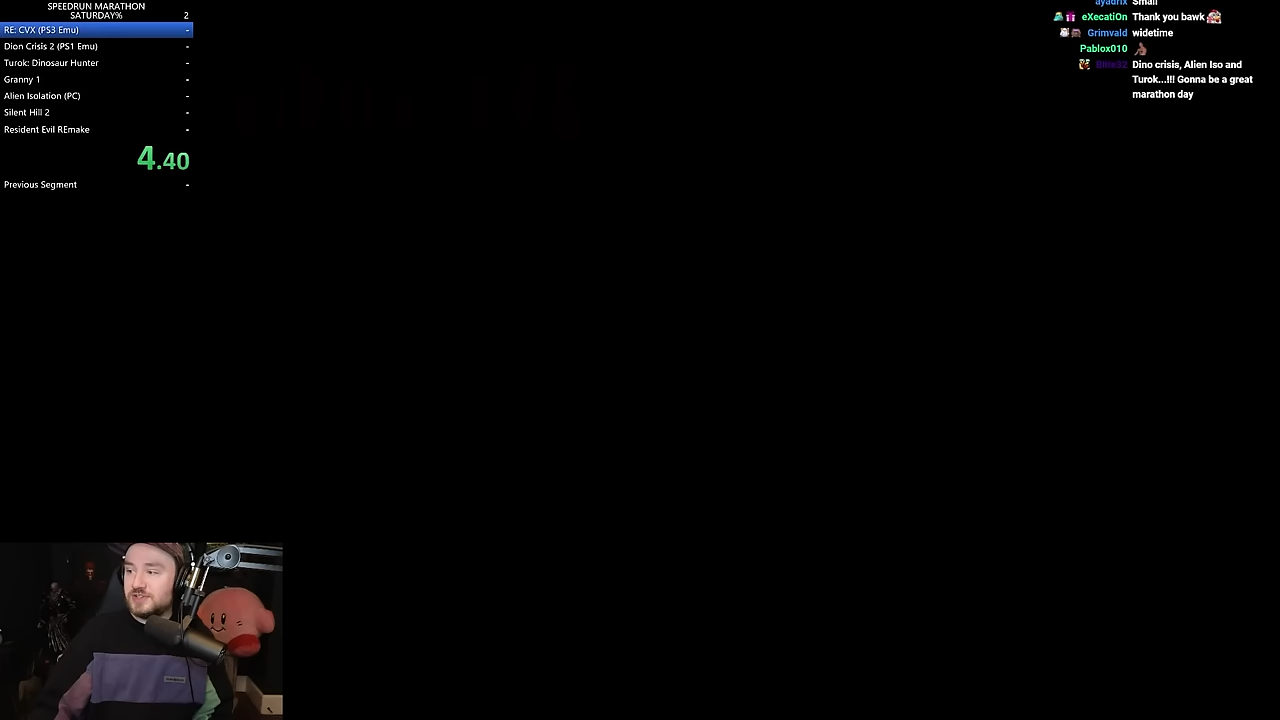 SPEEDRUN MARATHON
SATURDAY% 2
RE: CVX (PS3 Emu) -
Dion Crisis 2 (PS1 Emu) -
Turok: Dinosaur Hunter -
Granny 1 -
Alien Isolation (PC) -
Silent Hill 2 -
Resident Evil REmake -
4.40
Previous Segment -
ayadrix Small
eXecatiOn Thank you bawk
Grimvald widetime
Pablox010
Dino crisis, Alien Iso and
Turok...!!! Gonna be a great
marathon day